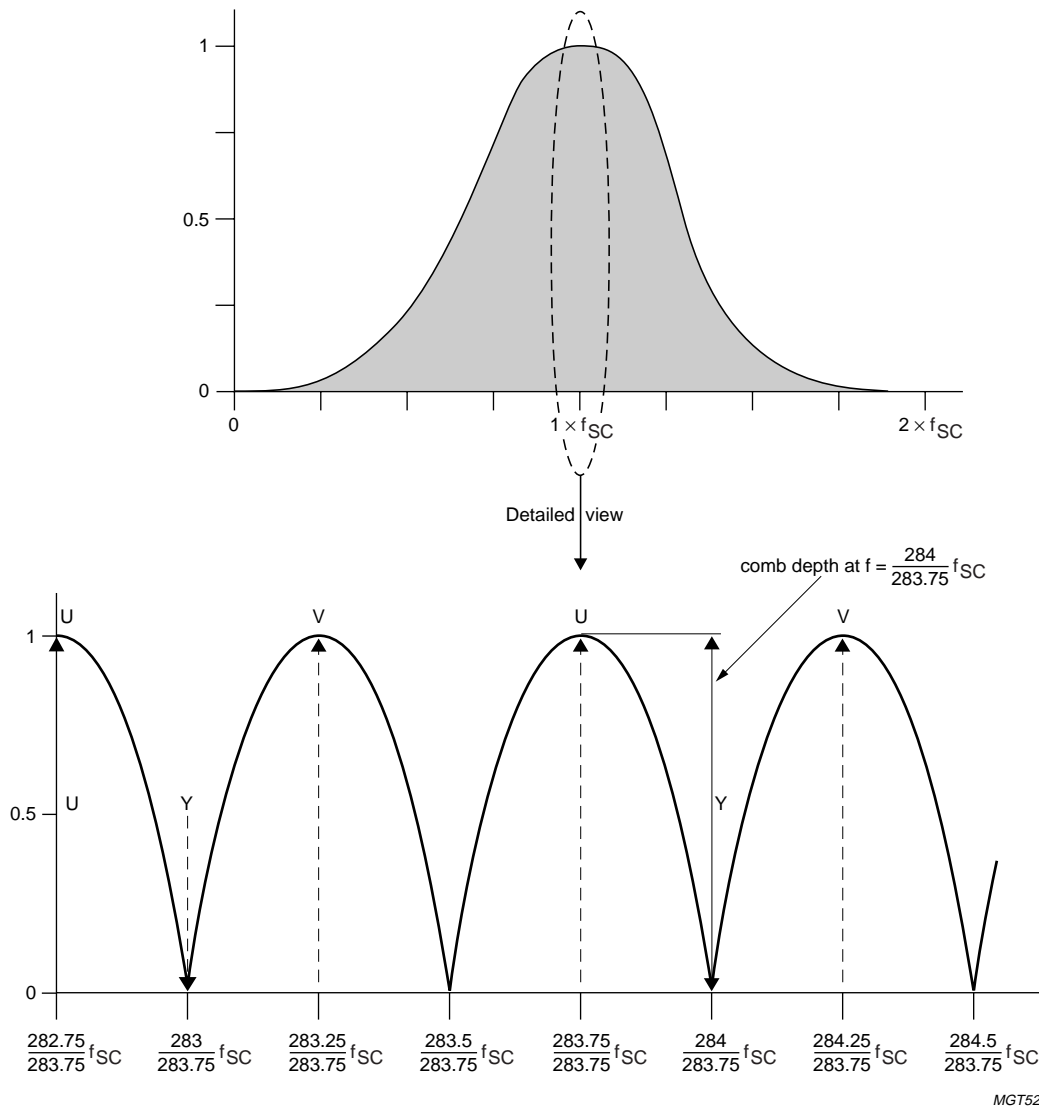 1
0.5
0
0
1 × fSC
2 × fSC
Detailed view
comb depth at f = 284/283.75 fSC
U
V
U
V
1
0.5
U
Y
Y
0
282.75/283.75 fSC
283/283.75 fSC
283.25/283.75 fSC
283.5/283.75 fSC
283.75/283.75 fSC
284/283.75 fSC
284.25/283.75 fSC
284.5/283.75 fSC
MGT52